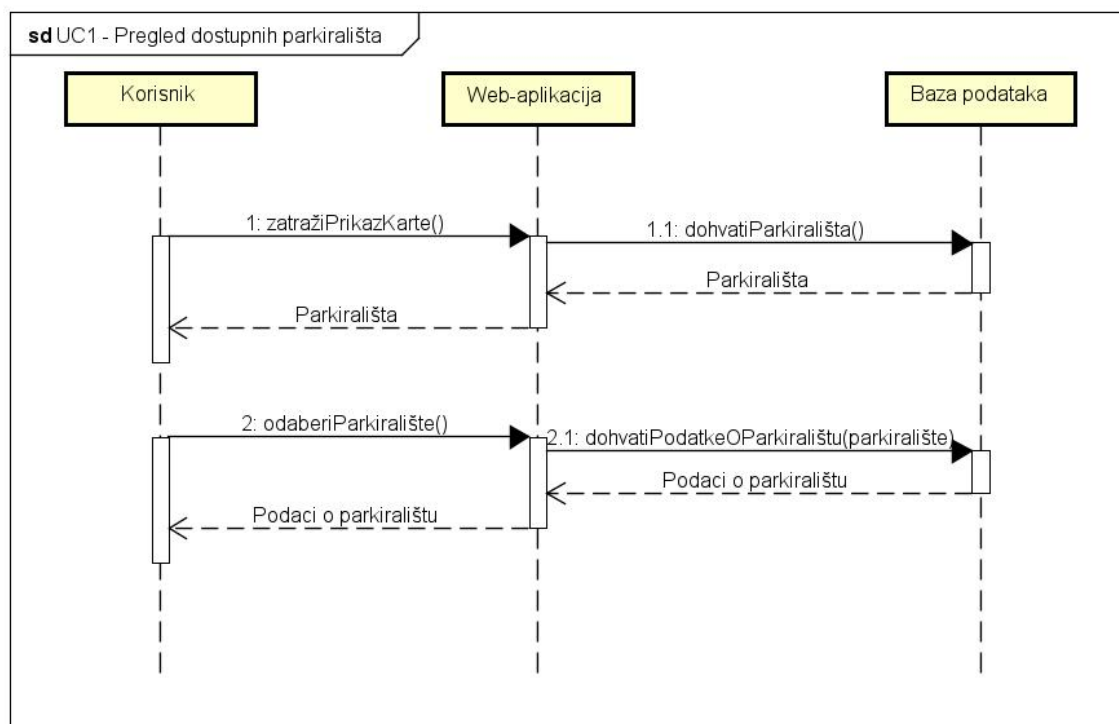 sd UC1 - Pregled dostupnih parkirališta
Korisnik
Web-aplikacija
Baza podataka
1: zatražiPrikazKarte()
1.1: dohvatiParkirališta()
Parkirališta
Parkirališta
2: odaberiParkiralište()
2.1: dohvatiPodatkeOParkiralištu(parkiralište)
Podaci o parkiralištu
Podaci o parkiralištu